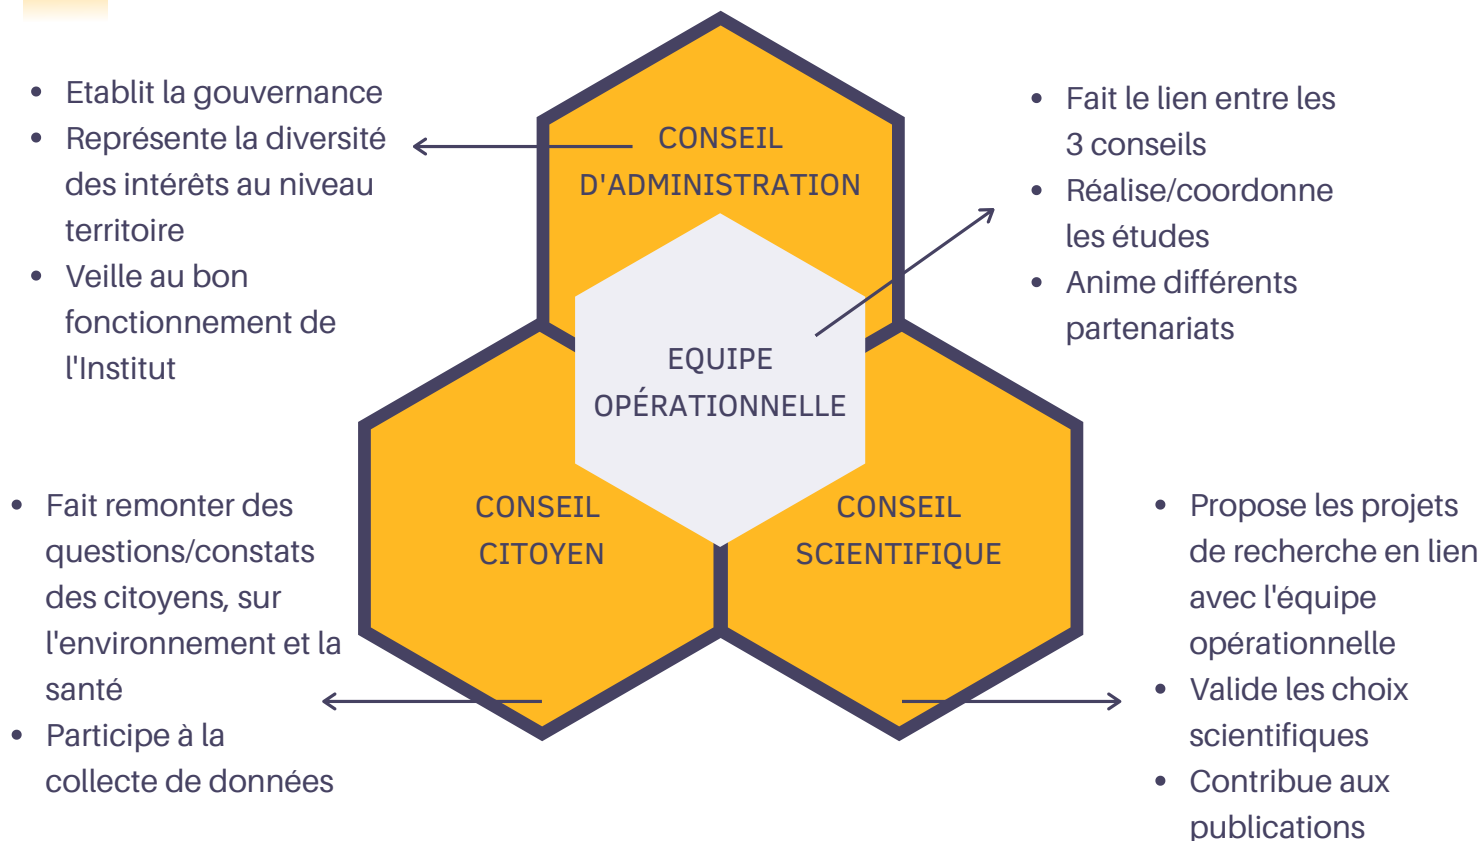 • Etablit la gouvernance
• Représente la diversité
des intérêts au niveau
territoire
• Veille au bon
fonctionnement de
l'Institut
CONSEIL
D'ADMINISTRATION
• Fait le lien entre les
3 conseils
• Réalise/coordonne
les études
• Anime différents
partenariats
EQUIPE
OPÉRATIONNELLE
• Fait remonter des
questions/constats
des citoyens, sur
l'environnement et la
santé
• Participe à la
collecte de données
CONSEIL
CITOYEN
CONSEIL
SCIENTIFIQUE
• Propose les projets
de recherche en lien
avec l'équipe
opérationnelle
• Valide les choix
scientifiques
• Contribue aux
publications